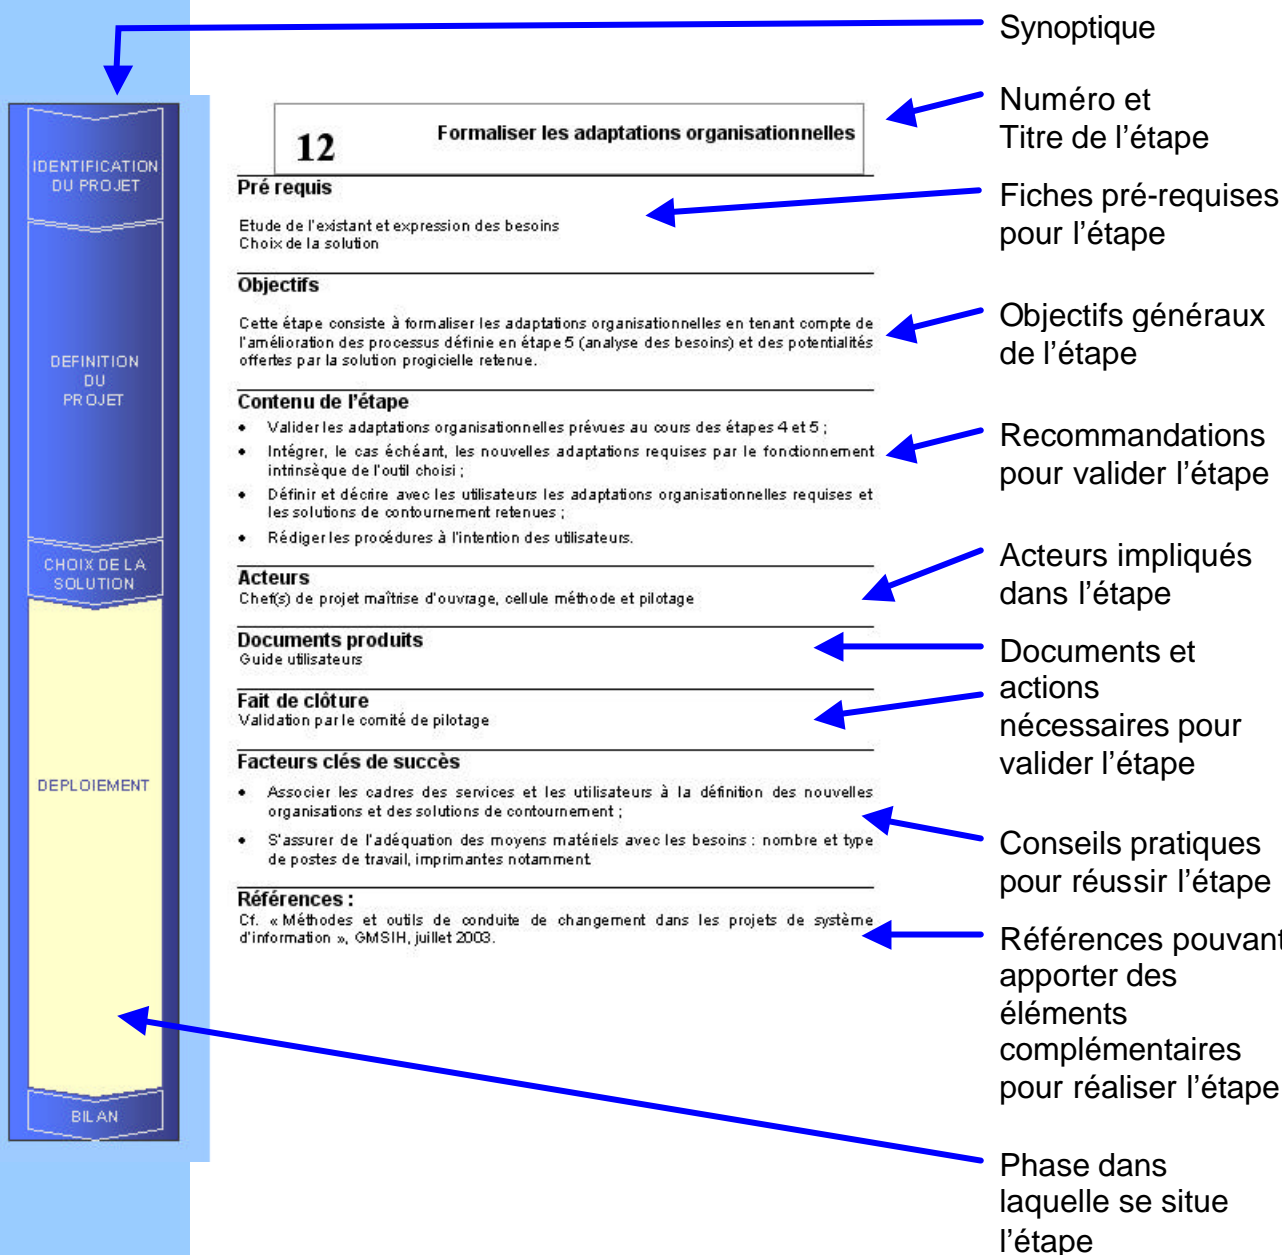 Synoptique
Numéro et
Titre de l'étape
Fiches pré-requises
pour l'étape
Objectifs généraux
de l'étape
Recommandations
pour valider l'étape
Acteurs impliqués
dans l'étape
Documents et
actions
nécessaires pour
valider l'étape
Conseils pratiques
pour réussir l'étape
Références pouvant
apporter des
éléments
complémentaires
pour réaliser l'étape
Phase dans
laquelle se situe
l'étape
IDENTIFICATION
DU PROJET
DEFINITION
DU
PROJET
CHOIX DE LA
SOLUTION
DEPLOIEMENT
BILAN
12 Formaliser les adaptations organisationnelles
Pré requis
Etude de l'existant et expression des besoins
Choix de la solution
Objectifs
Cette étape consiste à formaliser les adaptations organisationnelles en tenant compte de
l'amélioration des processus définie en étape 5 (analyse des besoins) et des potentialités
offertes par la solution progicielle retenue.
Contenu de l'étape
• Valider les adaptations organisationnelles prévues au cours des étapes 4 et 5 ;
• Intégrer, le cas échéant, les nouvelles adaptations requises par le fonctionnement
intrinsèque de l'outil choisi ;
• Définir et décrire avec les utilisateurs les adaptations organisationnelles requises et
les solutions de contournement retenues ;
• Rédiger les procédures à l'intention des utilisateurs.
Acteurs
Chef(s) de projet maîtrise d'ouvrage, cellule méthode et pilotage
Documents produits
Guide utilisateurs
Fait de clôture
Validation par le comité de pilotage
Facteurs clés de succès
• Associer les cadres des services et les utilisateurs à la définition des nouvelles
organisations et des solutions de contournement ;
• S'assurer de l'adéquation des moyens matériels avec les besoins : nombre et type
de postes de travail, imprimantes notamment.
Références :
Cf. « Méthodes et outils de conduite de changement dans les projets de système
d'information », GMSIH, juillet 2003.